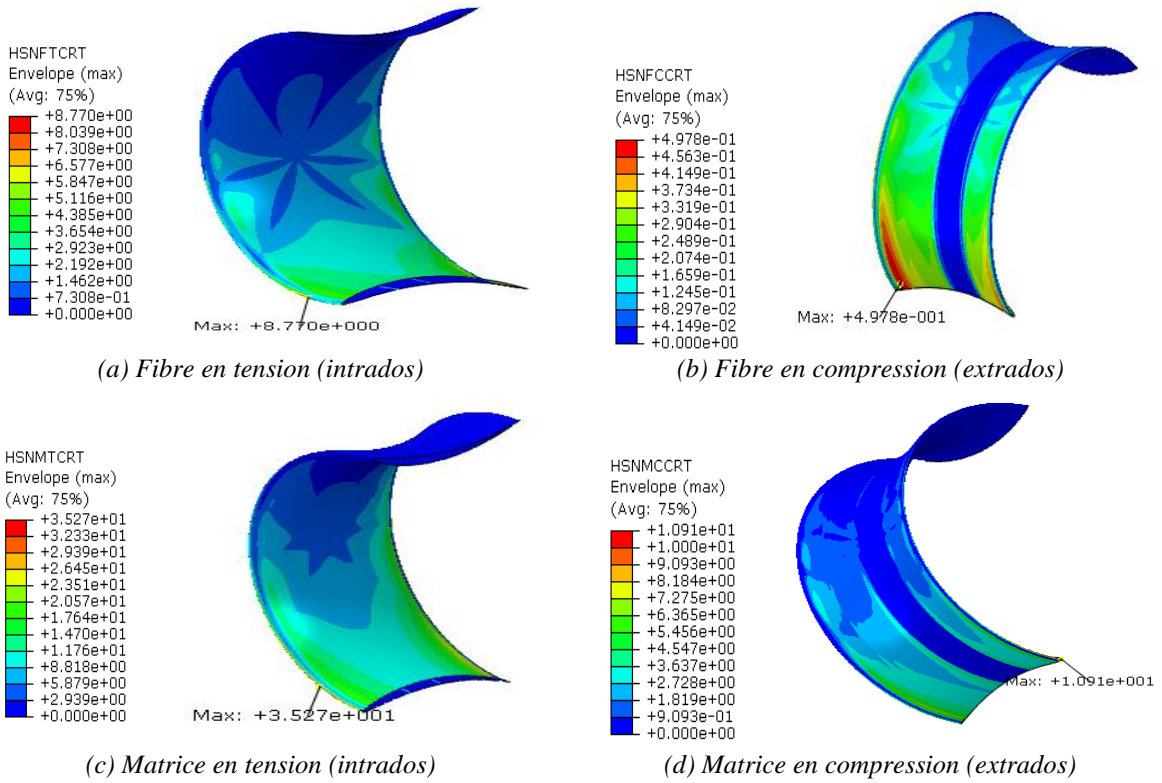 HSNFTCRT
Envelope (max)
(Avg: 75%)
+8.770e+00
+8.039e+00
+7.308e+00
+6.577e+00
+5.847e+00
+5.116e+00
+4.385e+00
+3.654e+00
+2.923e+00
+2.192e+00
+1.462e+00
+7.308e-01
+0.000e+00
Max: +8.770e+000
(a) Fibre en tension (intrados)
HSNFCCRT
Envelope (max)
(Avg: 75%)
+4.978e-01
+4.563e-01
+4.149e-01
+3.734e-01
+3.319e-01
+2.904e-01
+2.489e-01
+2.074e-01
+1.659e-01
+1.245e-01
+8.297e-02
+4.149e-02
+0.000e+00
Max: +4.978e-001
(b) Fibre en compression (extrados)
HSNMTCRT
Envelope (max)
(Avg: 75%)
+3.527e+01
+3.233e+01
+2.939e+01
+2.645e+01
+2.351e+01
+2.057e+01
+1.764e+01
+1.470e+01
+1.176e+01
+8.818e+00
+5.879e+00
+2.939e+00
+0.000e+00
Max: +3.527e+001
(c) Matrice en tension (intrados)
HSNMCCRT
Envelope (max)
(Avg: 75%)
+1.091e+01
+1.000e+01
+9.093e+00
+8.184e+00
+7.275e+00
+6.365e+00
+5.456e+00
+4.547e+00
+3.637e+00
+2.728e+00
+1.819e+00
+9.093e-01
+0.000e+00
Max: +1.091e+001
(d) Matrice en compression (extrados)